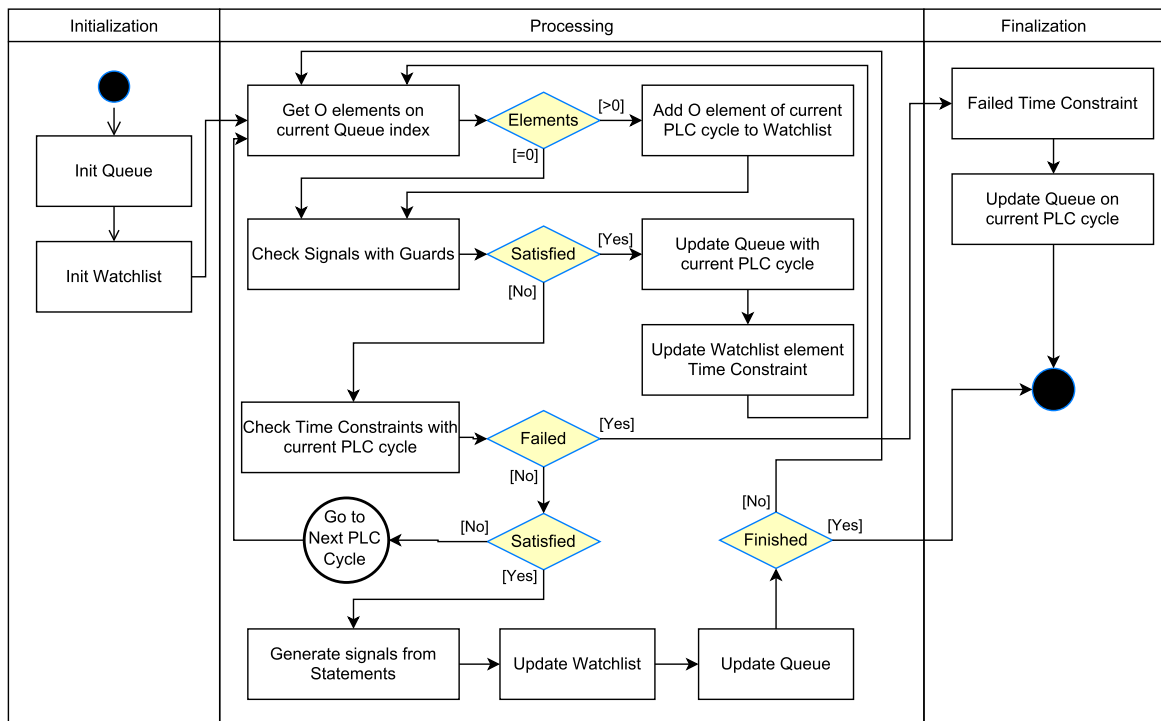 Initialization
Processing
Finalization
Init Queue
Init Watchlist
Get O elements on
current Queue index
Elements
[>0]
[=0]
Add O element of current
PLC cycle to Watchlist
Check Signals with Guards
Satisfied
[Yes]
[No]
Update Queue with
current PLC cycle
Update Watchlist element
Time Constraint
Check Time Constraints with
current PLC cycle
Failed
[Yes]
[No]
Satisfied
[No]
[Yes]
Go to
Next PLC
Cycle
Generate signals from
Statements
Update Watchlist
Update Queue
Finished
[No]
[Yes]
Failed Time Constraint
Update Queue on
current PLC cycle